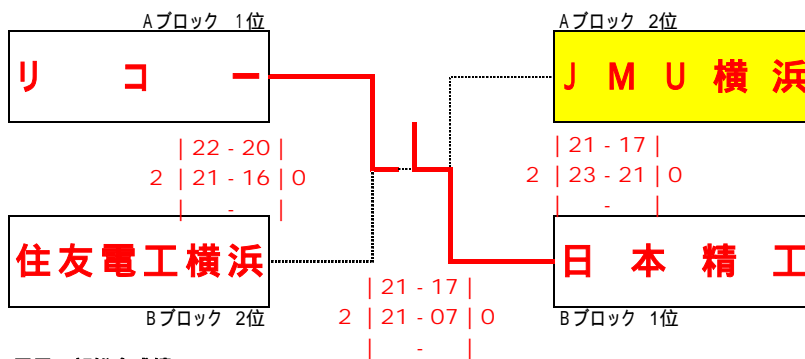 Aブロック 1位
Aブロック 2位
リコー
JMU横浜
| 22 - 20 |
2 | 21 - 16 | 0
| - |
| 21 - 17 |
2 | 23 - 21 | 0
| - |
住友電工横浜
日本精工
Bブロック 2位
Bブロック 1位
| 21 - 17 |
2 | 21 - 07 | 0
| - |